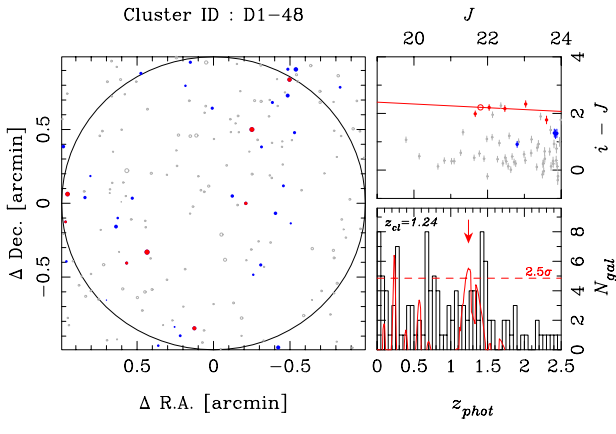 Cluster ID : D1−48
J
20 22 24
0.5
0
−0.5
Δ Dec. [arcmin]
0.5 0 −0.5
Δ R.A. [arcmin]
4
2
0
i − J
z_cl=1.24
2.5σ
8
6
4
2
0
N_gal
0 0.5 1 1.5 2 2.5
z_phot